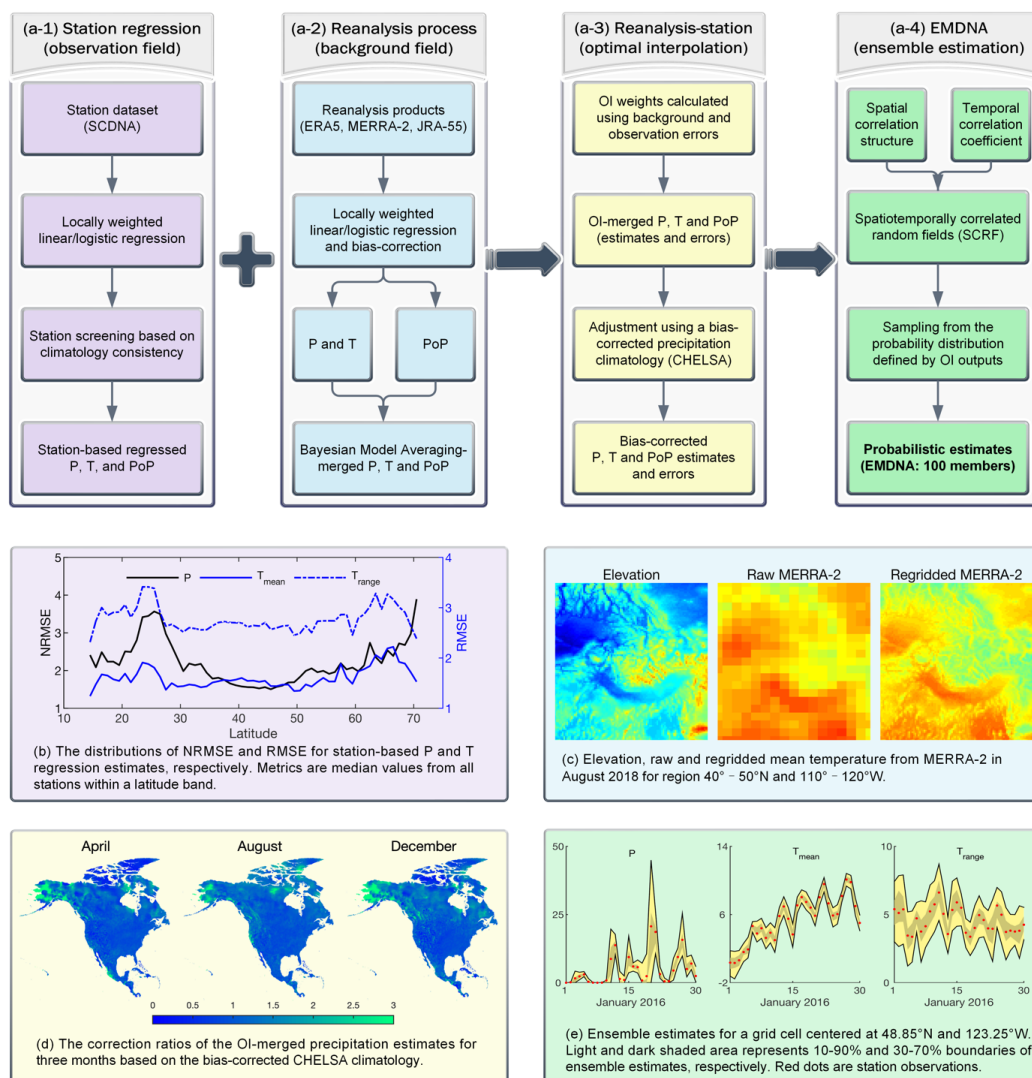 (a-1) Station regression
(observation field)
Station dataset
(SCDNA)
Locally weighted
linear/logistic regression
Station screening based on
climatology consistency
Station-based regressed
P, T, and PoP
(a-2) Reanalysis process
(background field)
Reanalysis products
(ERA5, MERRA-2, JRA-55)
Locally weighted
linear/logistic regression
and bias-correction
P and T
PoP
Bayesian Model Averaging-
merged P, T and PoP
(a-3) Reanalysis-station
(optimal interpolation)
OI weights calculated
using background and
observation errors
OI-merged P, T and PoP
(estimates and errors)
Adjustment using a bias-
corrected precipitation
climatology (CHELSA)
Bias-corrected
P, T and PoP estimates
and errors
(a-4) EMDNA
(ensemble estimation)
Spatial
correlation
structure
Temporal
correlation
coefficient
Spatiotemporally correlated
random fields (SCRF)
Sampling from the
probability distribution
defined by OI outputs
Probabilistic estimates
(EMDNA: 100 members)
5
4
3
2
1
NRMSE
P
Tmean
Trange
4
3
2
1
RMSE
10 20 30 40 50 60 70
Latitude
(b) The distributions of NRMSE and RMSE for station-based P and T
regression estimates, respectively. Metrics are median values from all
stations within a latitude band.
Elevation
Raw MERRA-2
Regridded MERRA-2
(c) Elevation, raw and regridded mean temperature from MERRA-2 in
August 2018 for region 40° – 50°N and 110° – 120°W.
April
August
December
0 0.5 1 1.5 2 2.5 3
(d) The correction ratios of the OI-merged precipitation estimates for
three months based on the bias-corrected CHELSA climatology.
P
50
25
0
1 15 30
January 2016
Tmean
14
6
-2
1 15 30
January 2016
Trange
10
5
0
1 15 30
January 2016
(e) Ensemble estimates for a grid cell centered at 48.85°N and 123.25°W.
Light and dark shaded area represents 10-90% and 30-70% boundaries of
ensemble estimates, respectively. Red dots are station observations.